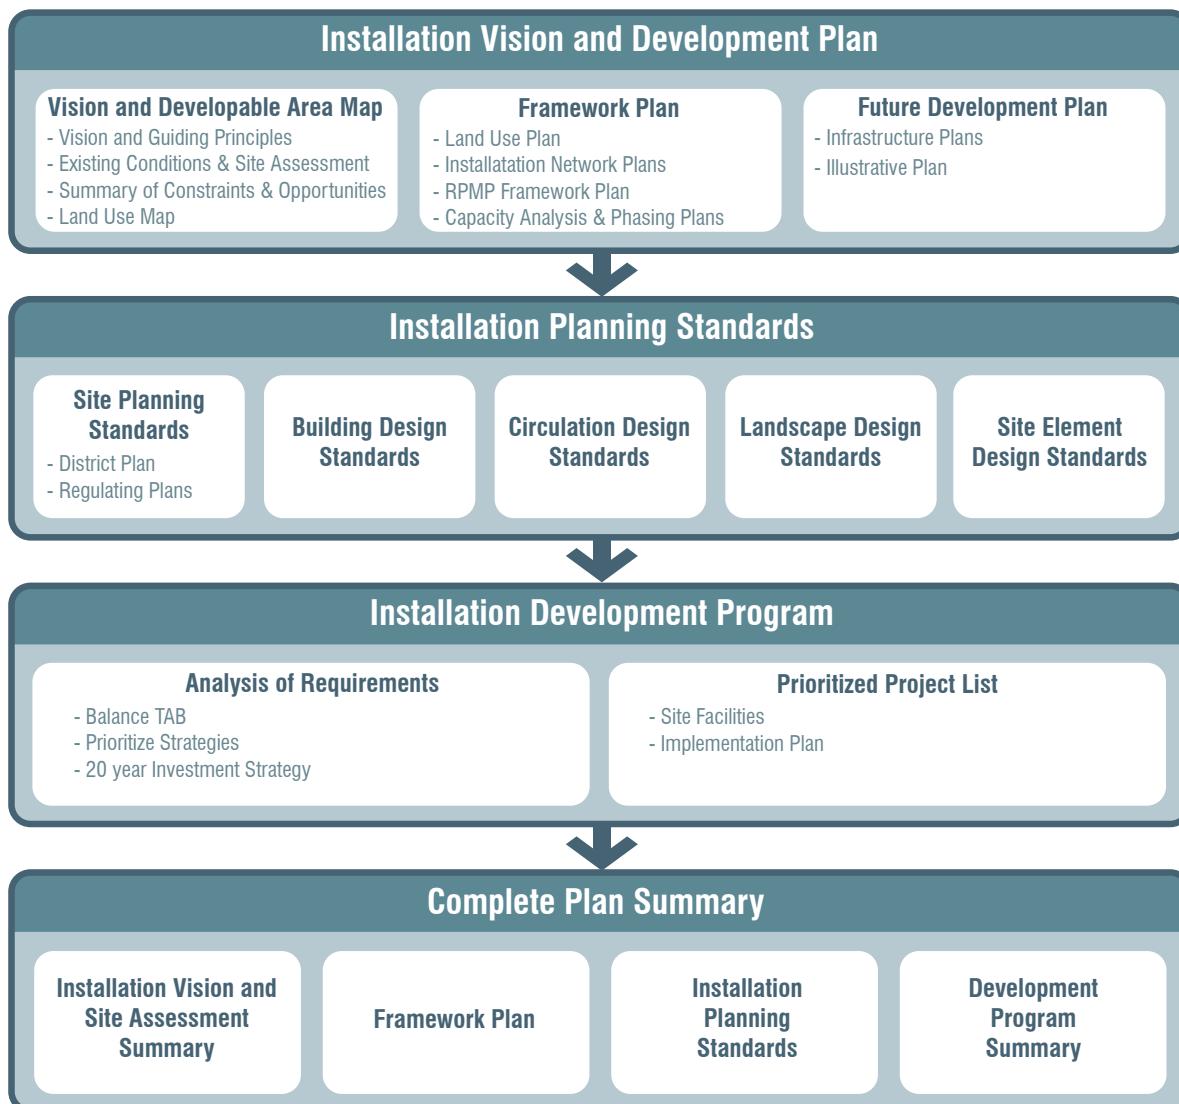 Installation Vision and Development Plan
Vision and Developable Area Map
- Vision and Guiding Principles
- Existing Conditions & Site Assessment
- Summary of Constraints & Opportunities
- Land Use Map
Framework Plan
- Land Use Plan
- Installatation Network Plans
- RPMP Framework Plan
- Capacity Analysis & Phasing Plans
Future Development Plan
- Infrastructure Plans
- Illustrative Plan
Installation Planning Standards
Site Planning
Standards
- District Plan
- Regulating Plans
Building Design
Standards
Circulation Design
Standards
Landscape Design
Standards
Site Element
Design Standards
Installation Development Program
Analysis of Requirements
- Balance TAB
- Prioritize Strategies
- 20 year Investment Strategy
Prioritized Project List
- Site Facilities
- Implementation Plan
Complete Plan Summary
Installation Vision and
Site Assessment
Summary
Framework Plan
Installation
Planning
Standards
Development
Program
Summary